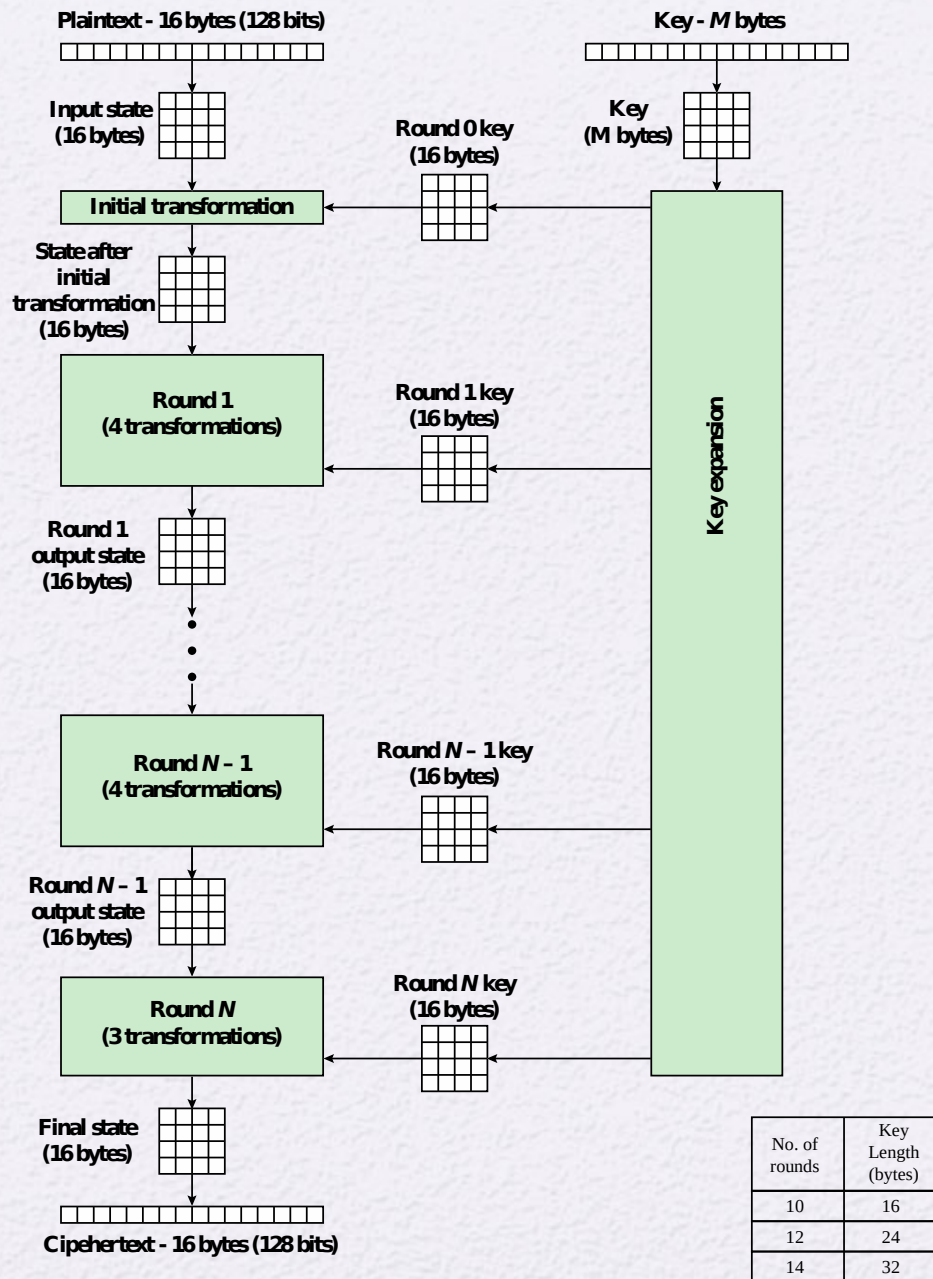 Plaintext - 16 bytes (128 bits)
Key - M bytes
Input state
(16 bytes)
Key
(M bytes)
Round 0 key
(16 bytes)
Initial transformation
State after
initial
transformation
(16 bytes)
Round 1
(4 transformations)
Round 1 key
(16 bytes)
Key expansion
Round 1
output state
(16 bytes)
Round N – 1
(4 transformations)
Round N – 1 key
(16 bytes)
Round N – 1
output state
(16 bytes)
Round N
(3 transformations)
Round N key
(16 bytes)
Final state
(16 bytes)
Cipehertext - 16 bytes (128 bits)
No. of
rounds
Key
Length
(bytes)
10 16
12 24
14 32